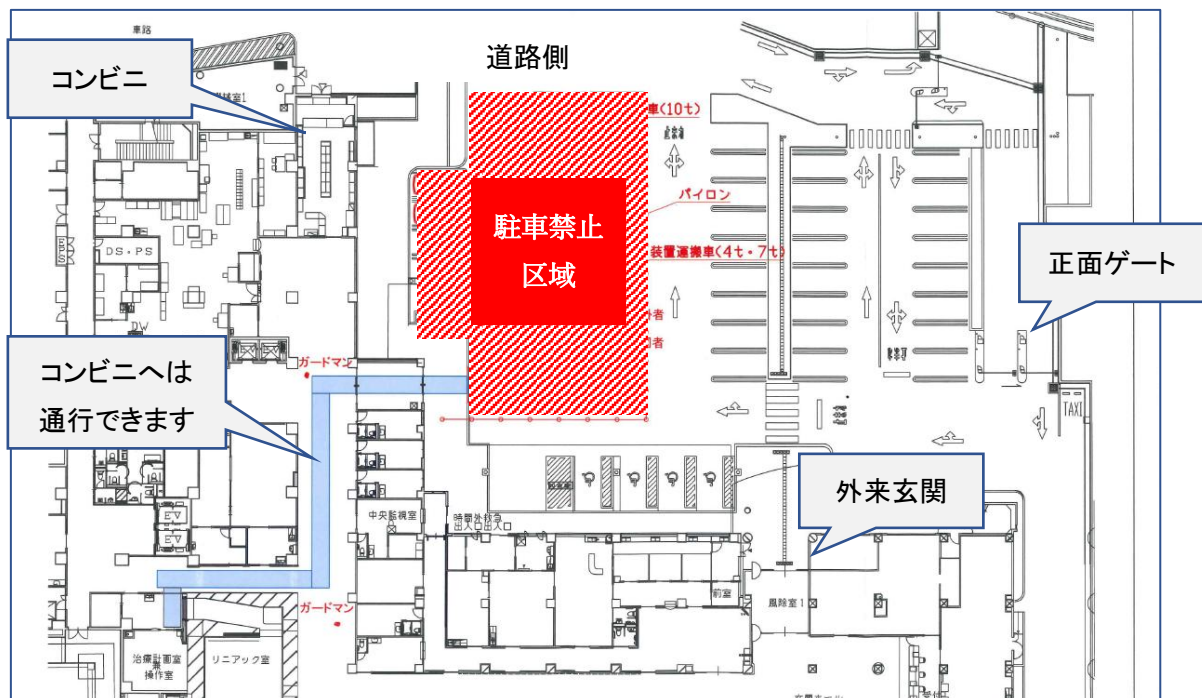 車路
道路側
コンビニ
車(10t)
パイロン
駐車禁止
区域
装置運搬車(4t・7t)
正面ゲート
DS・PS
EPS
DW
ガードマン
コンビニへは
通行できます
TAXI
外来玄関
中央監視室
時間外救急
出入口出入口
EV
EV
前室
風除室1
ガードマン
治療計画室
兼
操作室
リニアック室